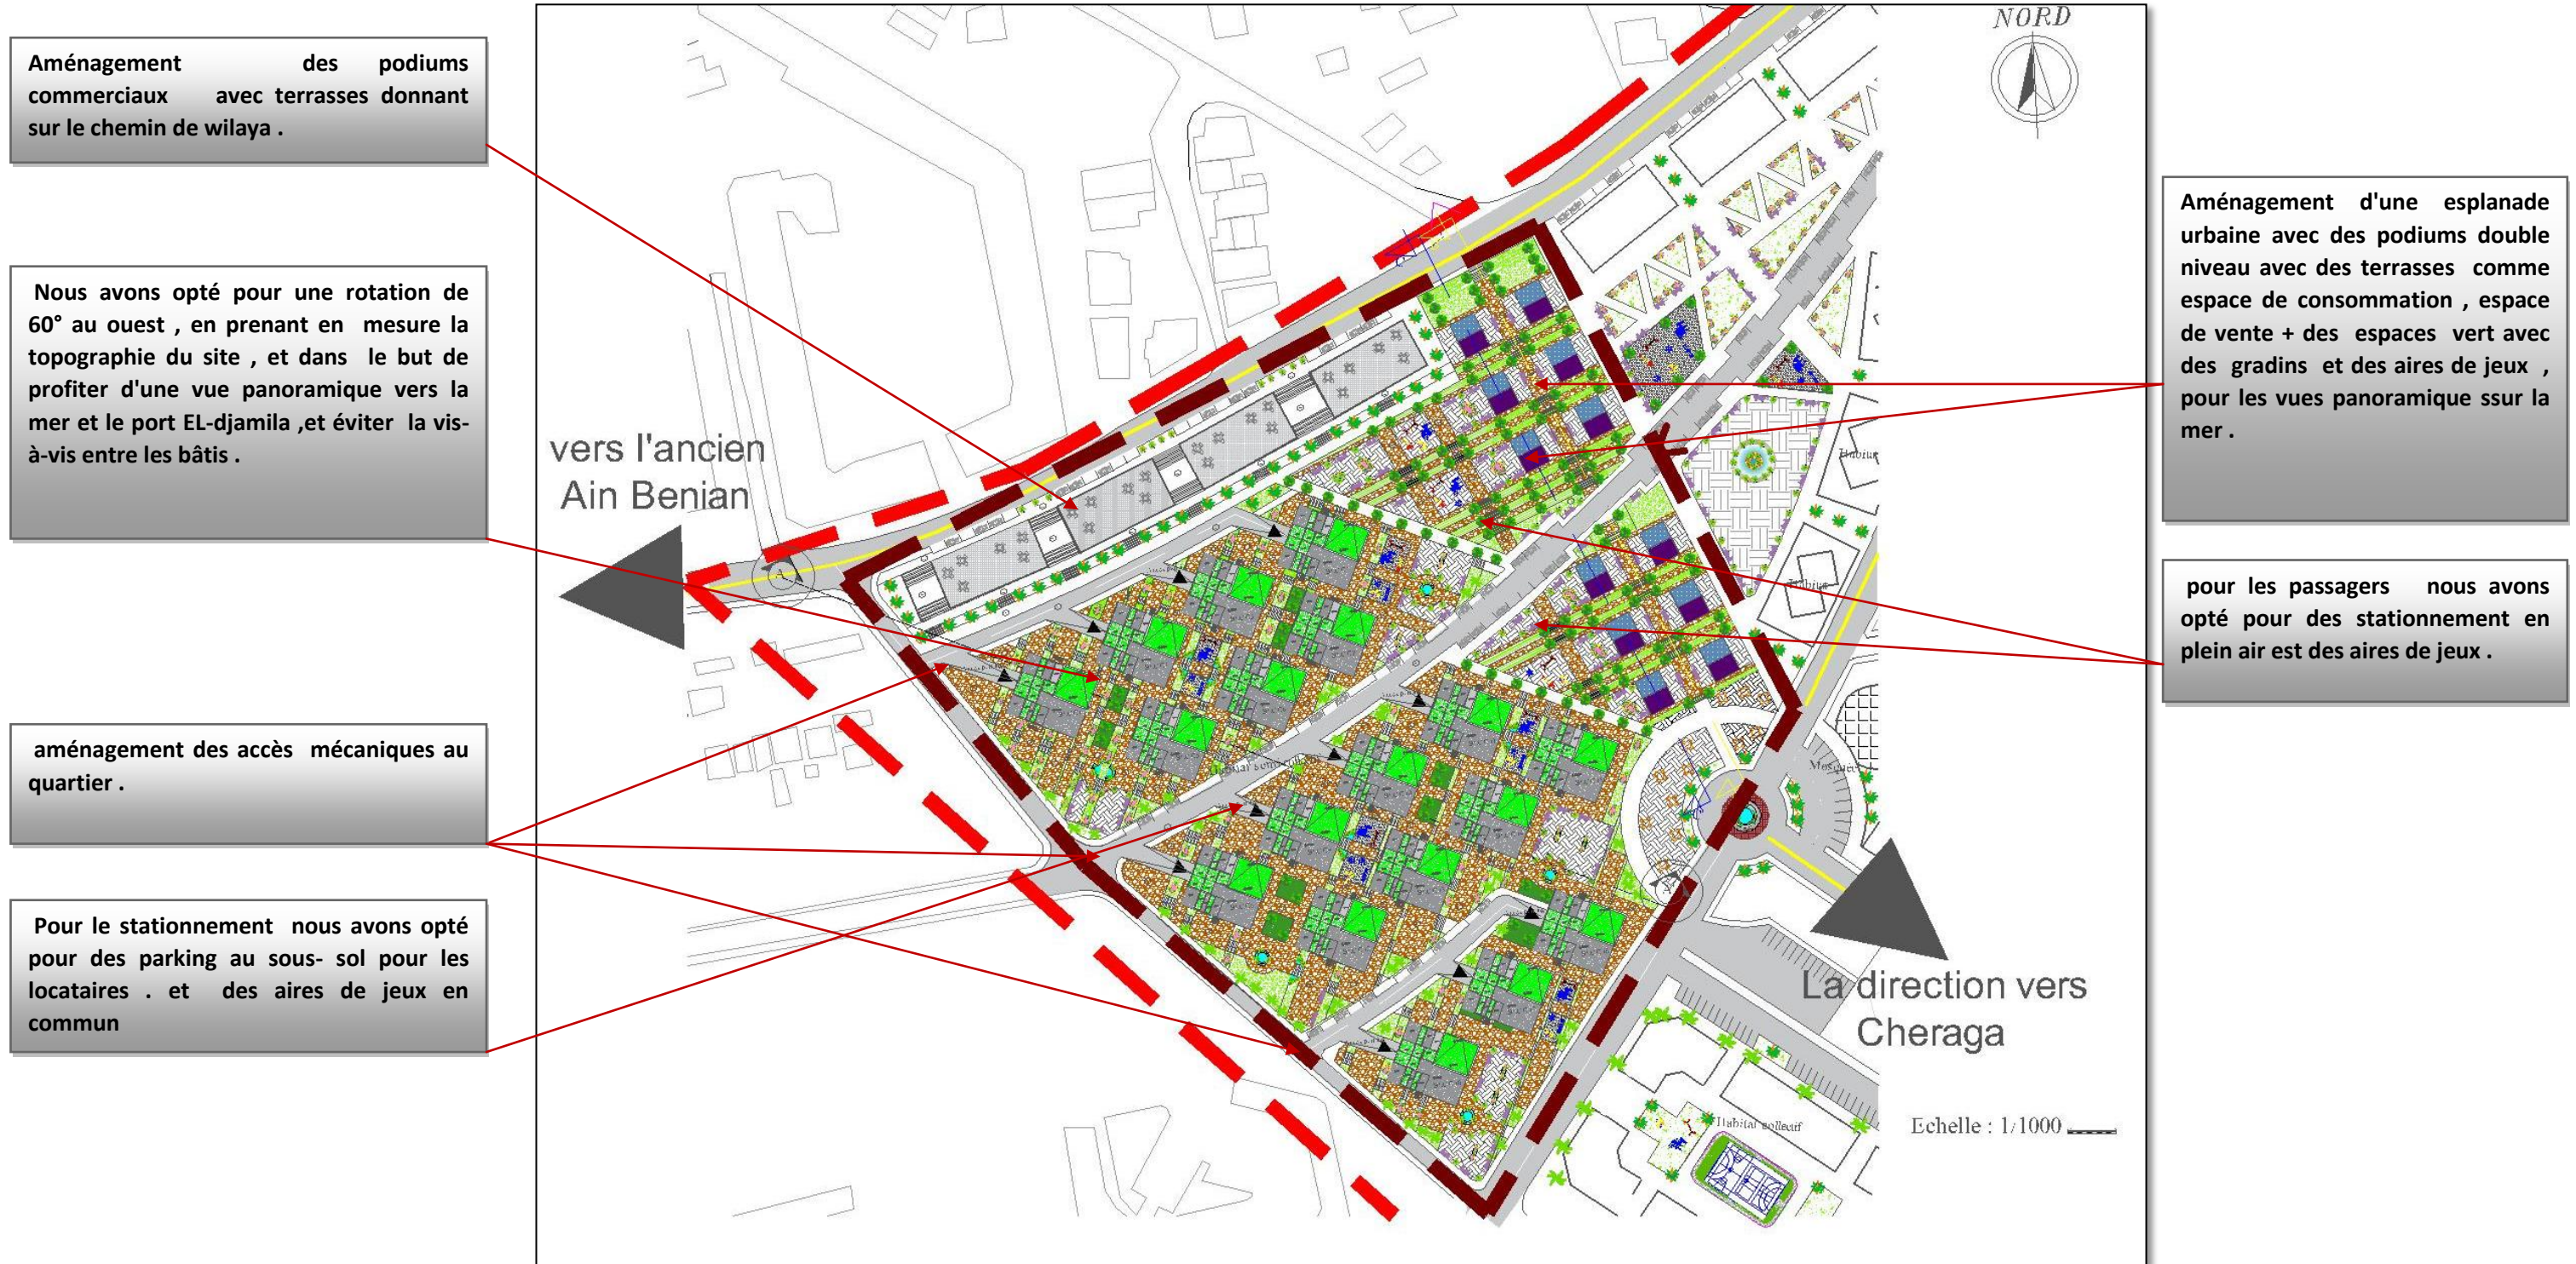 Aménagement des podiums
commerciaux avec terrasses donnant
sur le chemin de wilaya .
Nous avons opté pour une rotation de
60° au ouest , en prenant en mesure la
topographie du site , et dans le but de
profiter d'une vue panoramique vers la
mer et le port EL-djamila ,et éviter la vis-
à-vis entre les bâtis .
aménagement des accès mécaniques au
quartier .
Pour le stationnement nous avons opté
pour des parking au sous- sol pour les
locataires . et des aires de jeux en
commun
NORD
vers l'ancien
Ain Benian
A
Mosquée
A'
La direction vers
Cheraga
Echelle : 1/1000
Habitat collectif
Aménagement d'une esplanade
urbaine avec des podiums double
niveau avec des terrasses comme
espace de consommation , espace
de vente + des espaces vert avec
des gradins et des aires de jeux ,
pour les vues panoramique ssur la
mer .
pour les passagers nous avons
opté pour des stationnement en
plein air est des aires de jeux .